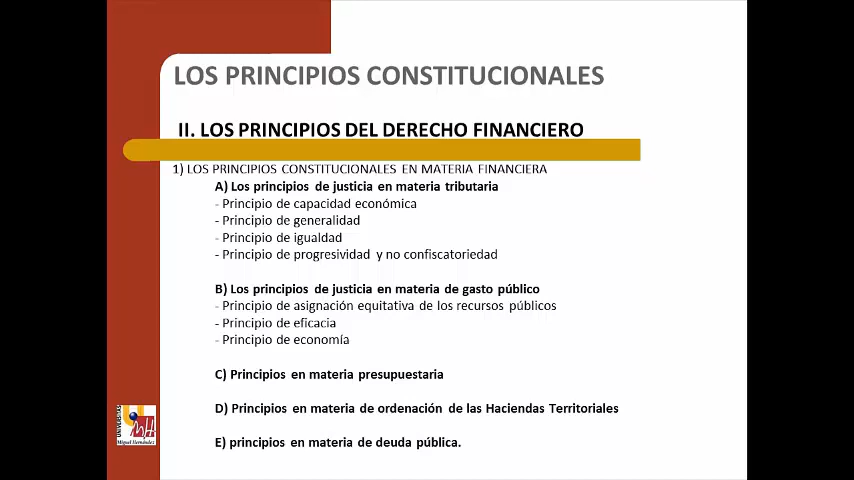 LOS PRINCIPIOS CONSTITUCIONALES
II. LOS PRINCIPIOS DEL DERECHO FINANCIERO
1) LOS PRINCIPIOS CONSTITUCIONALES EN MATERIA FINANCIERA
A) Los principios de justicia en materia tributaria
- Principio de capacidad económica
- Principio de generalidad
- Principio de igualdad
- Principio de progresividad y no confiscatoriedad
B) Los principios de justicia en materia de gasto público
- Principio de asignación equitativa de los recursos públicos
- Principio de eficacia
- Principio de economía
C) Principios en materia presupuestaria
D) Principios en materia de ordenación de las Haciendas Territoriales
E) principios en materia de deuda pública.
UNIVERSITAS
Miguel Hernández